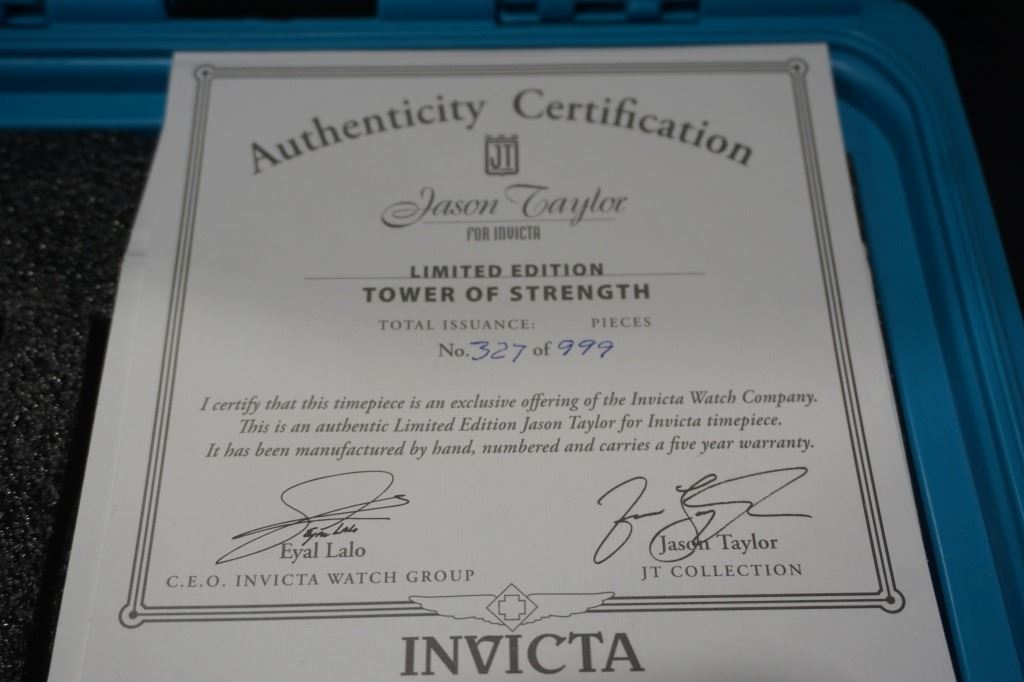 Authenticity Certification
JT
Jason Taylor
FOR INVICTA
LIMITED EDITION
TOWER OF STRENGTH
TOTAL ISSUANCE: PIECES
No. 327 of 999
I certify that this timepiece is an exclusive offering of the Invicta Watch Company.
This is an authentic Limited Edition Jason Taylor for Invicta timepiece.
It has been manufactured by hand, numbered and carries a five year warranty.
Eyal Lalo
Eyal Lalo
Jason Taylor
C.E.O. INVICTA WATCH GROUP
JT COLLECTION
INVICTA